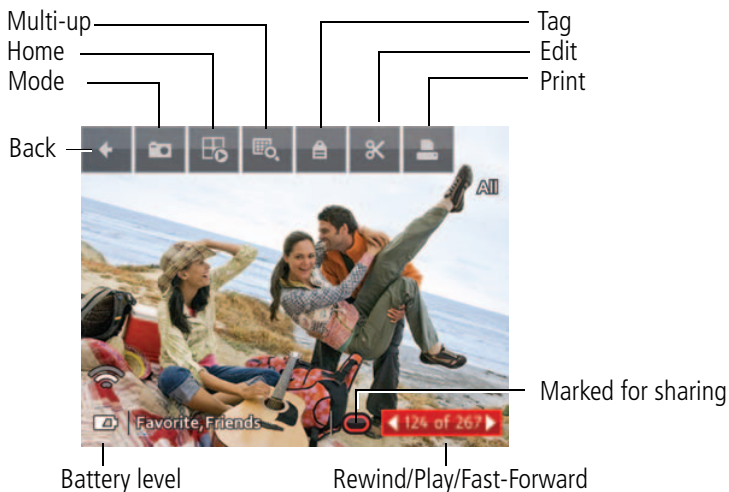 Multi-up
Home
Mode
Back
Tag
Edit
Print
All
Marked for sharing
Favorite, Friends
124 of 267
Battery level
Rewind/Play/Fast-Forward